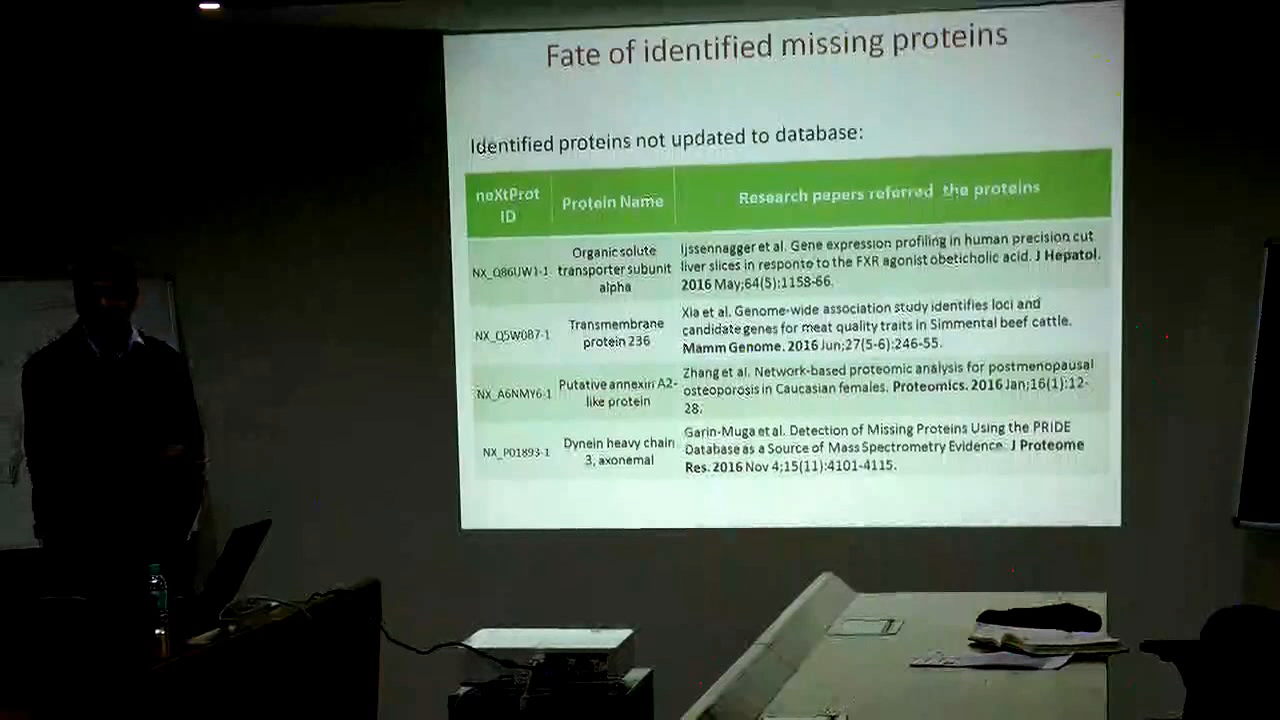 Fate of identified missing proteins
Identified proteins not updated to database:
neXtProt
ID
Protein Name
Research papers referred the proteins
NX_Q86UW1-1
Organic solute
transporter subunit
alpha
Ijssennagger et al. Gene expression profiling in human precision cut
liver slices in responto to the FXR agonist obeticholic acid. J Hepatol.
2016 May;64(5):1158-66.
NX_Q5W0B7-1
Transmembrane
protein 236
Xia et al. Genome-wide association study identifies loci and
candidate genes for meat quality traits in Simmental beef cattle.
Mamm Genome. 2016 Jun;27(5-6):246-55.
NX_A6NMY6-1
Putative annexin A2-
like protein
Zhang et al. Network-based proteomic analysis for postmenopausal
osteoporosis in Caucasian females. Proteomics. 2016 Jan;16(1):12-
28.
NX_P01893-1
Dynein heavy chain
3, axonemal
Garin-Muga et al. Detection of Missing Proteins Using the PRIDE
Database as a Source of Mass Spectrometry Evidence. J Proteome
Res. 2016 Nov 4;15(11):4101-4115.